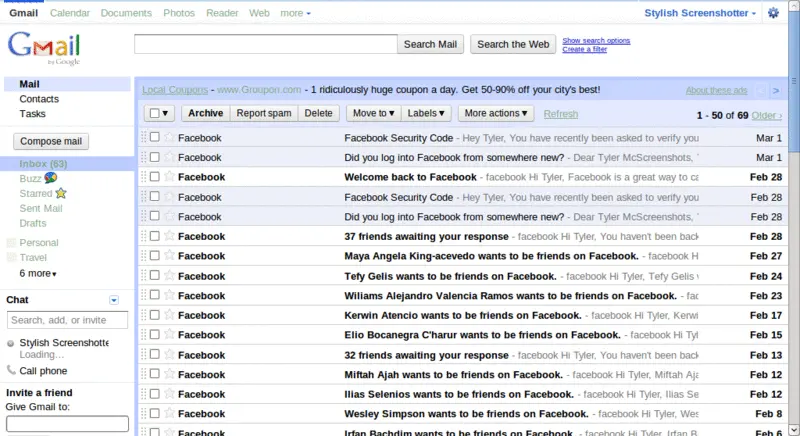 Gmail Calendar Documents Photos Reader Web more Stylish Screenshotter
Gmail
by Google
Search Mail Search the Web Show search options
Create a filter
Mail
Contacts
Tasks
Compose mail
Inbox (63)
Buzz
Starred
Sent Mail
Drafts
Personal
Travel
6 more
Chat
Search, add, or invite
Stylish Screenshotte
Loading...
Call phone
Invite a friend
Give Gmail to:
Local Coupons - www.Groupon.com - 1 ridiculously huge coupon a day. Get 50-90% off your city's best! About these ads < >
Archive Report spam Delete Move to Labels More actions Refresh 1 - 50 of 69 Older ›
Facebook Facebook Security Code - Hey Tyler, You have recently been asked to verify you Mar 1
Facebook Did you log into Facebook from somewhere new? - Dear Tyler McScreenshots, Mar 1
Facebook Welcome back to Facebook - facebook Hi Tyler, Facebook is a great way to ca Feb 28
Facebook Facebook Security Code - Hey Tyler, You have recently been asked to verify you Feb 28
Facebook Did you log into Facebook from somewhere new? - Dear Tyler McScreenshots, Feb 28
Facebook 37 friends awaiting your response - facebook Hi Tyler, You haven't been back Feb 28
Facebook Maya Angela King-acevedo wants to be friends on Facebook. - facebook Hi Feb 27
Facebook Tefy Gelis wants to be friends on Facebook. - facebook Hi Tyler, Tefy Gelis w Feb 24
Facebook Wiliams Alejandro Valencia Ramos wants to be friends on Facebook. - fac Feb 23
Facebook Kerwin Atencio wants to be friends on Facebook. - facebook Hi Tyler, Kerwi Feb 17
Facebook Elio Bocanegra C'harur wants to be friends on Facebook. - facebook Hi Tyl Feb 15
Facebook 32 friends awaiting your response - facebook Hi Tyler, You haven't been back Feb 13
Facebook Miftah Ajah wants to be friends on Facebook. - facebook Hi Tyler, Miftah Aj Feb 12
Facebook Ilias Selenios wants to be friends on Facebook. - facebook Hi Tyler, Ilias Se Feb 12
Facebook Wesley Simpson wants to be friends on Facebook. - facebook Hi Tyler, Wes Feb 8
Facebook Irfan Bachdim wants to be friends on Facebook. - facebook Hi Tyler, Irfan B Feb 6